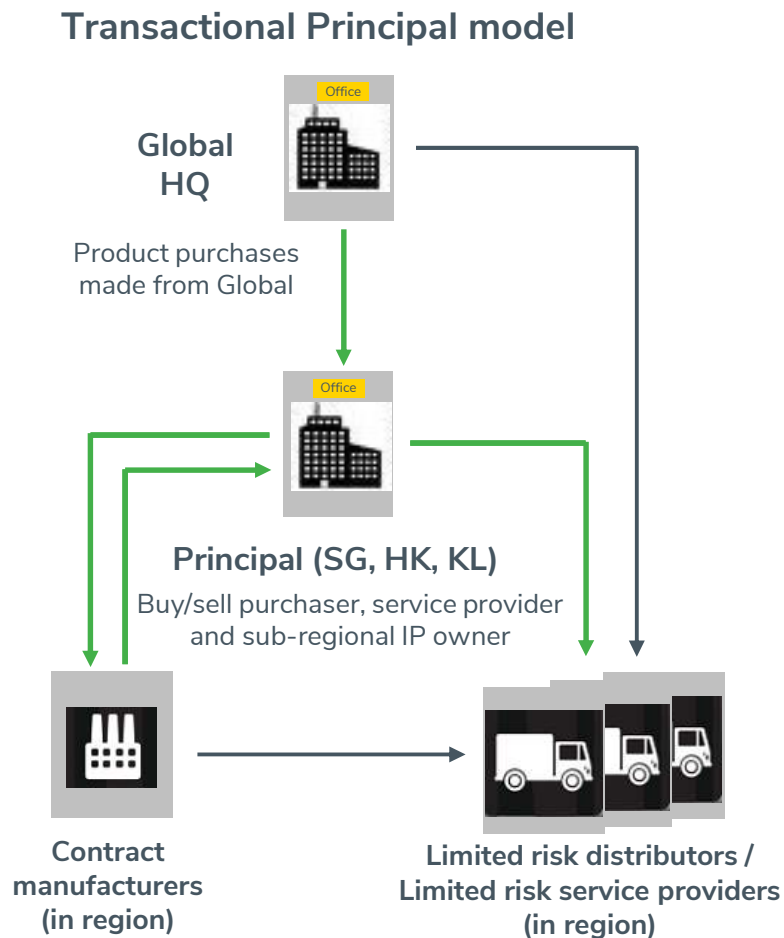 Transactional Principal model
Office
Global
HQ
Product purchases
made from Global
Office
Principal (SG, HK, KL)
Buy/sell purchaser, service provider
and sub-regional IP owner
Contract
manufacturers
(in region)
Limited risk distributors /
Limited risk service providers
(in region)